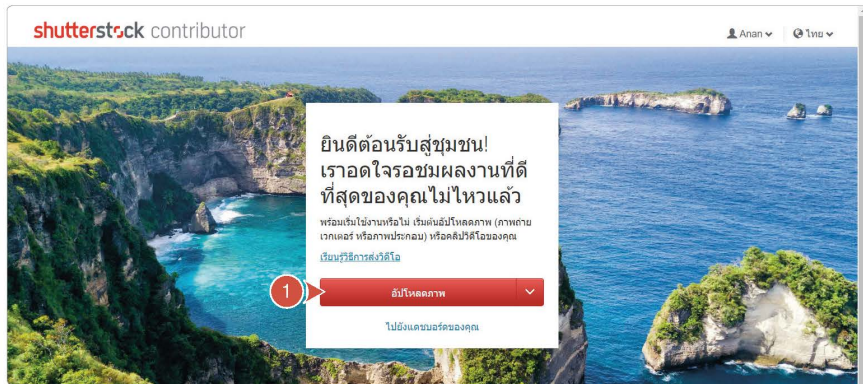 shutterstock contributor
Anan
ไทย
ยินดีต้อนรับสู่ชุมชน!
เราอดใจรอชมผลงานที่ดี
ที่สุดของคุณไม่ไหวแล้ว
พร้อมเริ่มใช้งานหรือไม่ เริ่มต้นอัปโหลดภาพ (ภาพถ่าย
เวกเตอร์ หรือภาพประกอบ) หรือคลิปวิดีโอของคุณ
เรียนรู้วิธีการส่งวิดีโอ
1
อัปโหลดภาพ
ไปยังแดชบอร์ดของคุณ